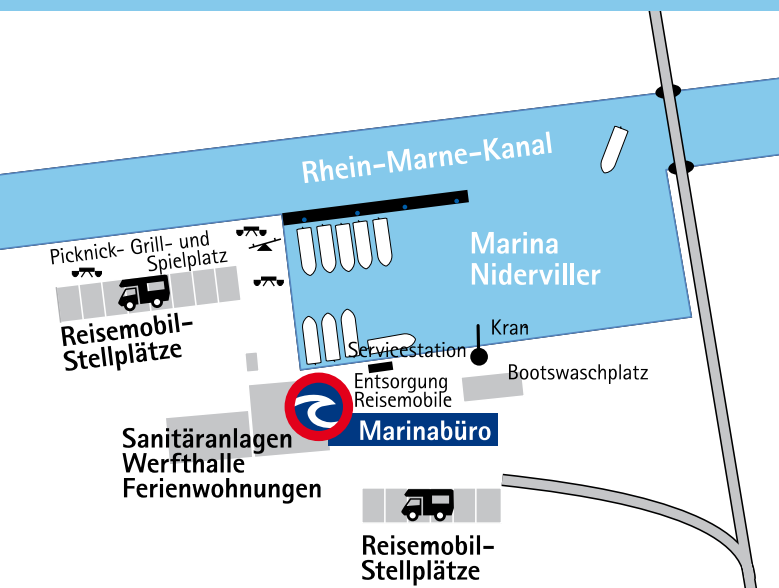 Rhein-Marne-Kanal
Picknick- Grill- und
Spielplatz
Marina
Niderviller
Reisemobil-
Stellplätze
Kran
Servicestation
Entsorgung
Reisemobile
Bootswaschplatz
Marinabüro
Sanitäranlagen
Werfthalle
Ferienwohnungen
Reisemobil-
Stellplätze